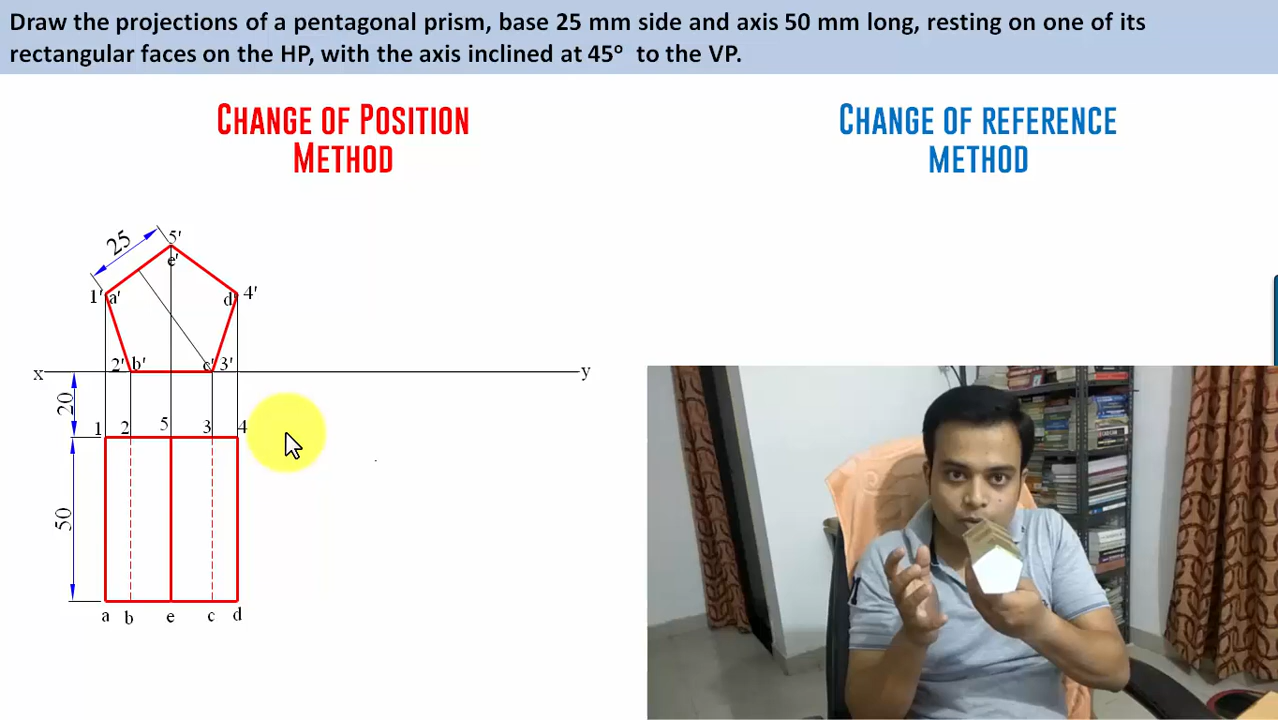 Draw the projections of a pentagonal prism, base 25 mm side and axis 50 mm long, resting on one of its
rectangular faces on the HP, with the axis inclined at 45° to the VP.
CHANGE OF POSITION
METHOD
CHANGE OF REFERENCE
METHOD
25
5'
e'
1' a'
d' 4'
2' b'
c' 3'
x
y
20
1 2 5 3 4
50
a b e c d